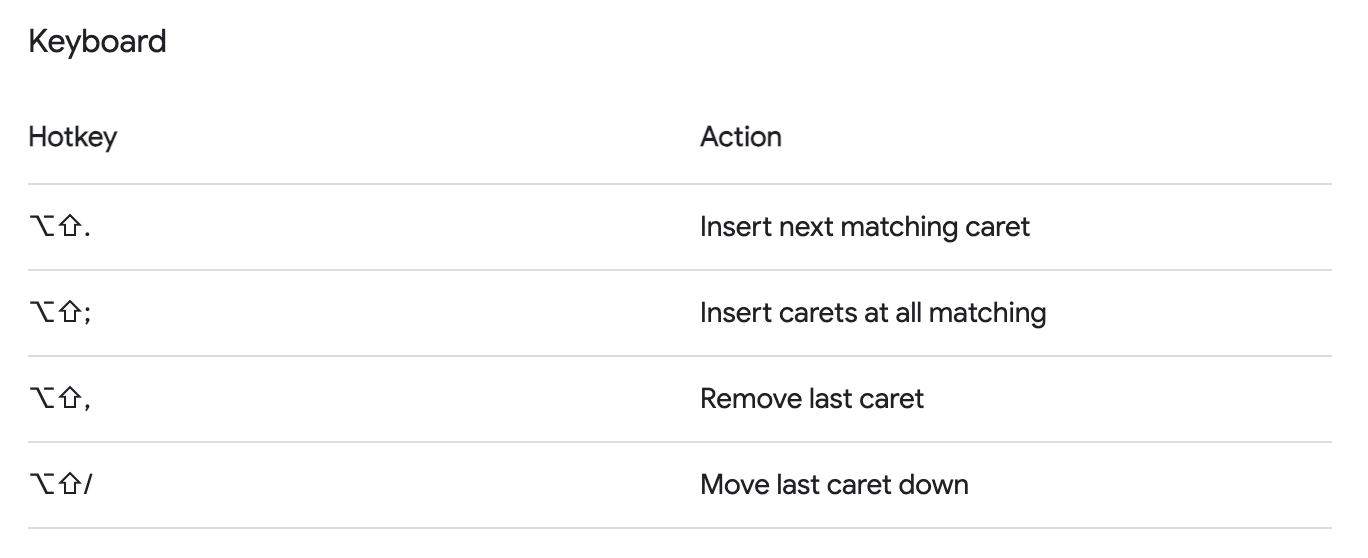 Keyboard
Hotkey Action
⌥⇧. Insert next matching caret
⌥⇧; Insert carets at all matching
⌥⇧, Remove last caret
⌥⇧/ Move last caret down